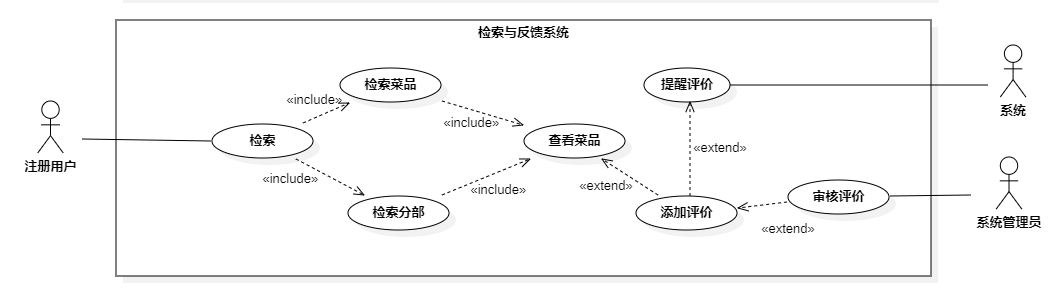 检索与反馈系统
检索菜品
提醒评价
«include»
«include»
系统
检索
查看菜品
«extend»
注册用户
«include»
«include»
«extend»
审核评价
检索分部
添加评价
«extend»
系统管理员